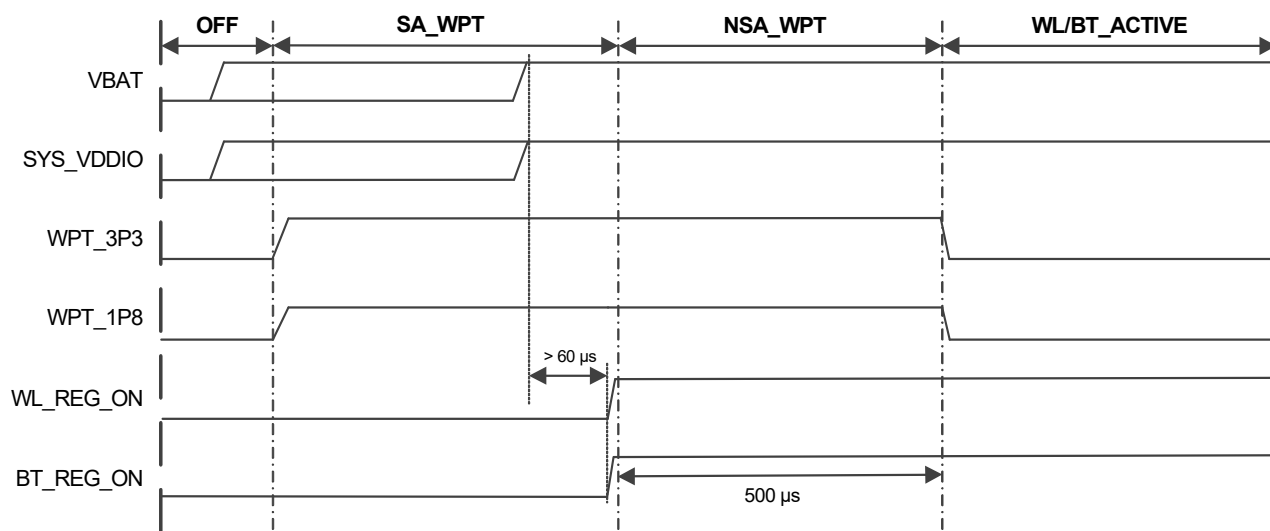 OFF SA_WPT NSA_WPT WL/BT_ACTIVE
VBAT
SYS_VDDIO
WPT_3P3
WPT_1P8
> 60 µs
WL_REG_ON
BT_REG_ON
500 µs